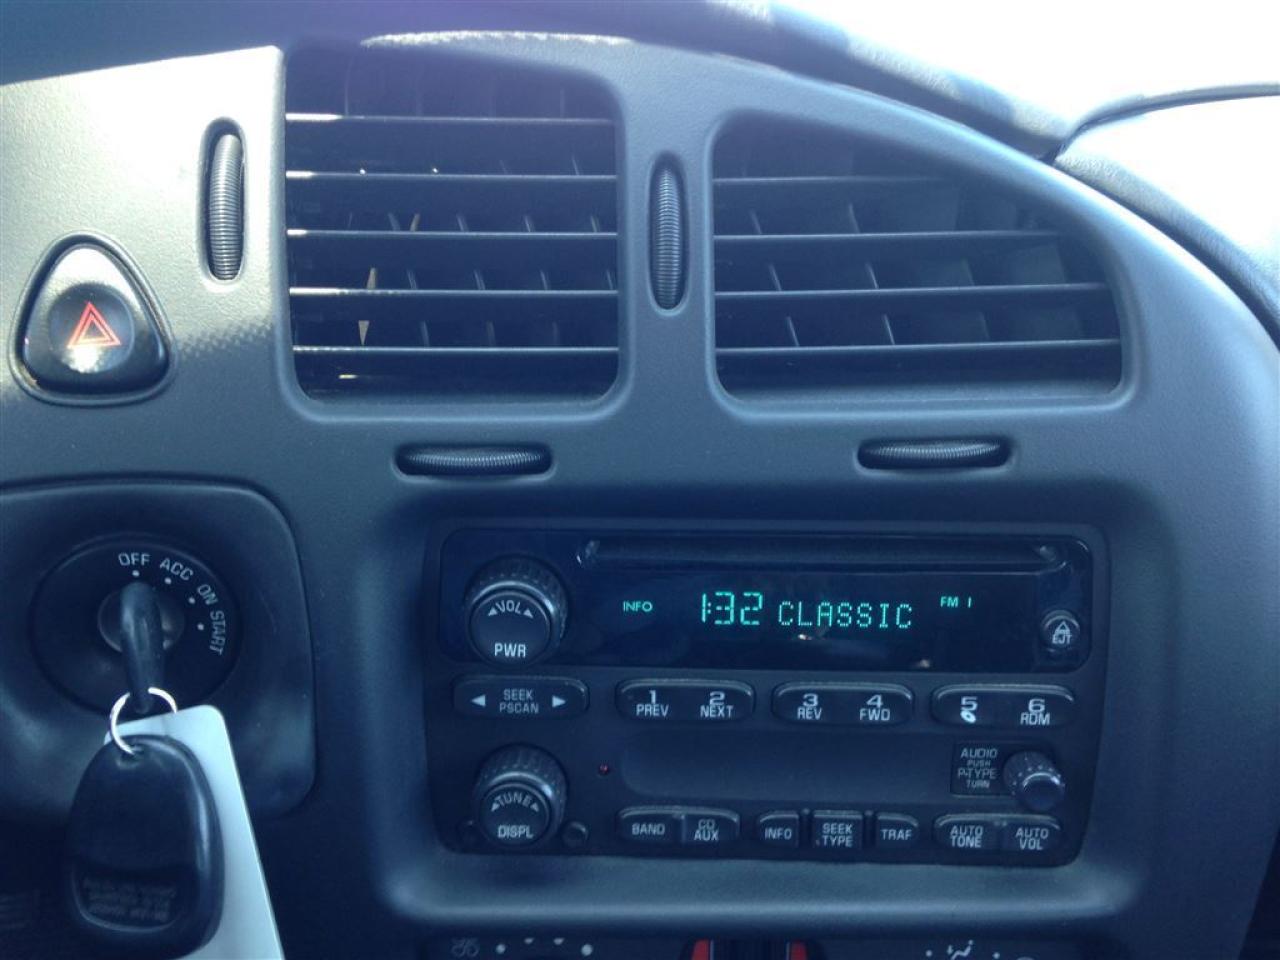 OFF ACC ON START
VOL
PWR
INFO 1:32 CLASSIC FM 1
EJT
SEEK
PSCAN
1
PREV
2
NEXT
3
REV
4
FWD
5
6
RDM
AUDIO
PUSH
P-TYPE
TURN
TUNE
DISPL
BAND
CD
AUX
INFO
SEEK
TYPE
TRAF
AUTO
TONE
AUTO
VOL